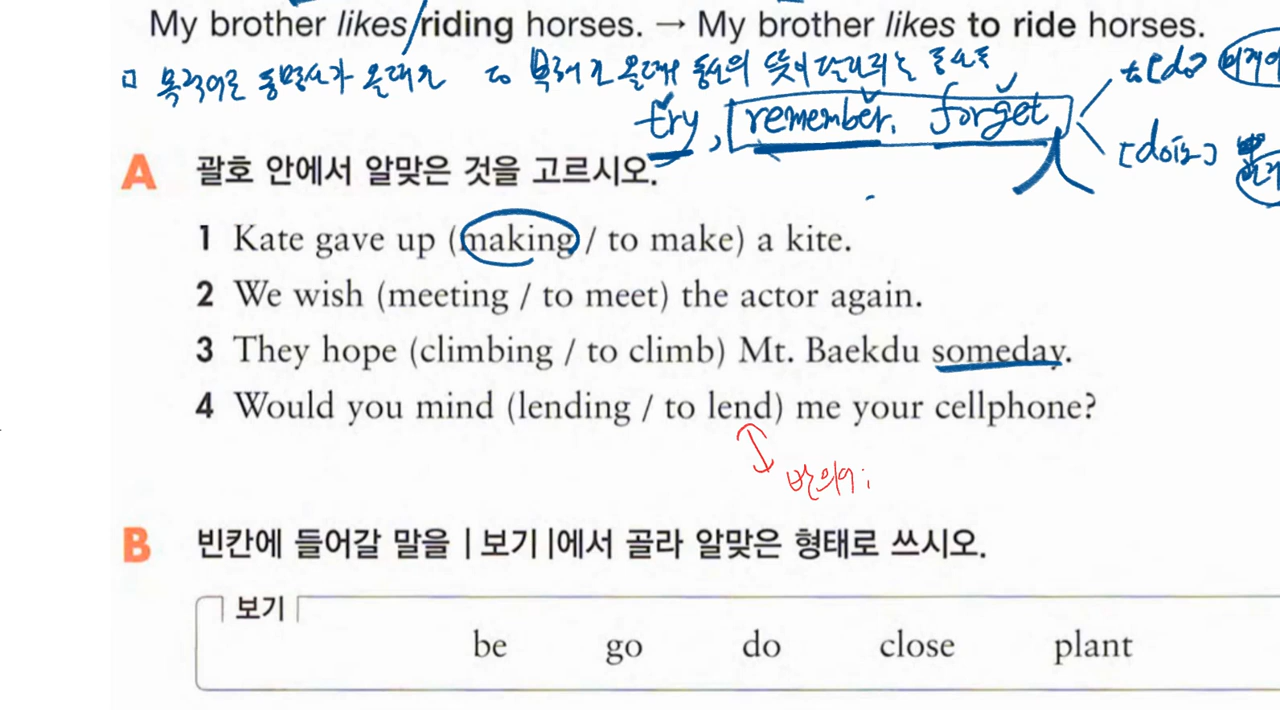 My brother likes/riding horses. → My brother likes to ride horses.
□ 목적어로 동명사가 올때와 to 부정사가 올때 동사의 뜻이 달라지는 동사들
try, remember, forget
to do
doing
A 괄호 안에서 알맞은 것을 고르시오.
1 Kate gave up (making / to make) a kite.
2 We wish (meeting / to meet) the actor again.
3 They hope (climbing / to climb) Mt. Baekdu someday.
4 Would you mind (lending / to lend) me your cellphone?
반의어 :
B 빈칸에 들어갈 말을 | 보기 |에서 골라 알맞은 형태로 쓰시오.
보기
be go do close plant